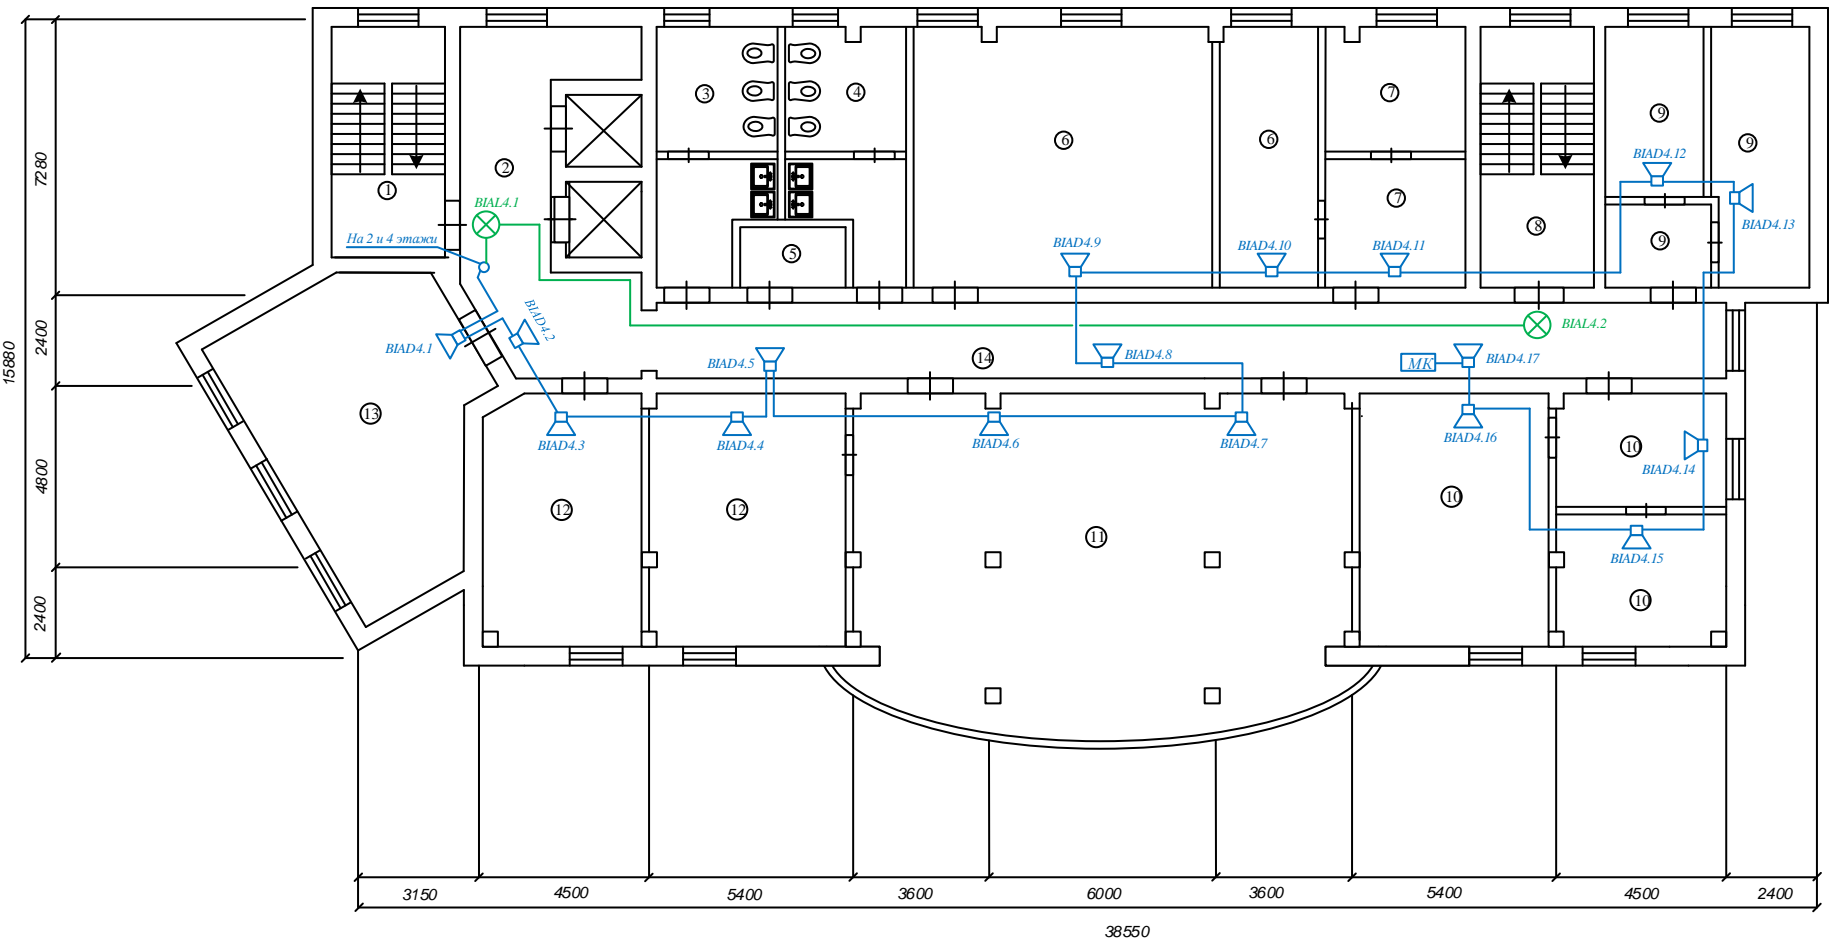 3
4
7
6
6
9
9
BIAD4.12
7280
2
1
7
BIAL4.1
8
BIAD4.13
На 2 и 4 этажи
BIAD4.9
BIAD4.10
BIAD4.11
9
5
BIAD4.2
BIAL4.2
2400
BIAD4.1
BIAD4.5
14
BIAD4.8
МК
BIAD4.17
15880
13
BIAD4.3
BIAD4.4
BIAD4.6
BIAD4.7
BIAD4.16
10
BIAD4.14
4800
12
12
10
11
BIAD4.15
10
2400
3150
4500
5400
3600
6000
3600
5400
4500
2400
38550